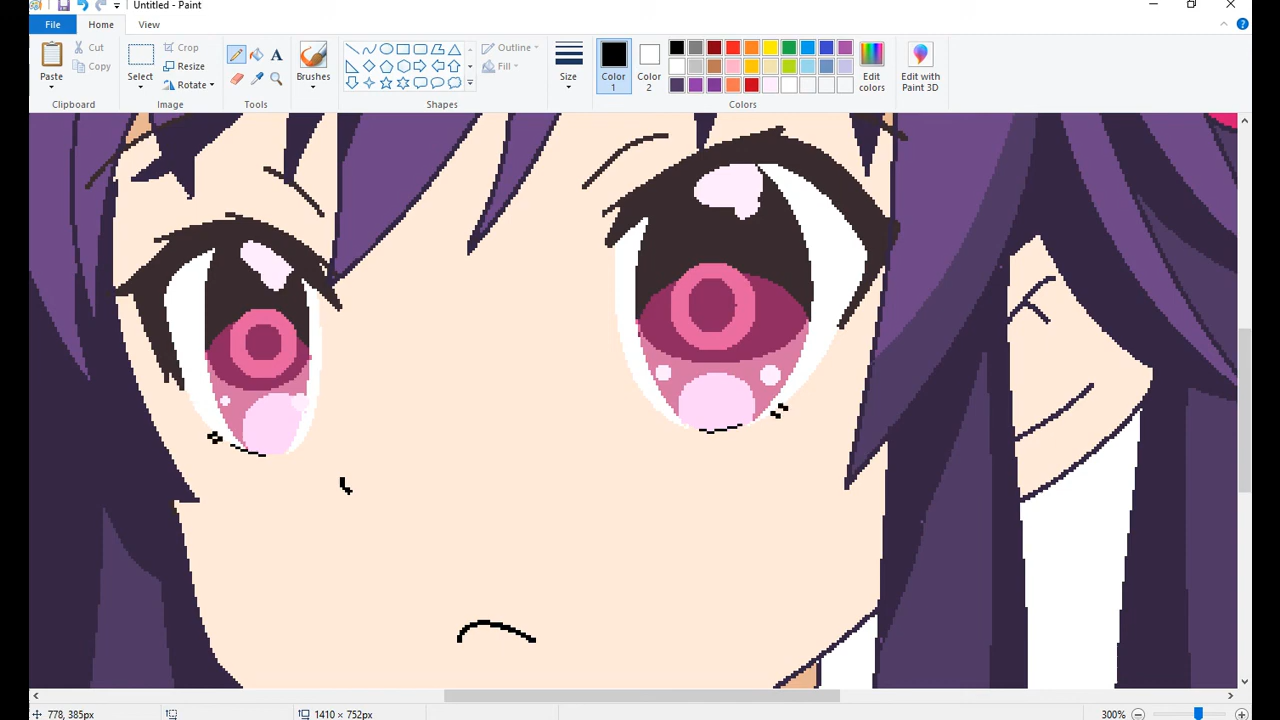 Untitled - Paint
File Home View
Paste
Cut
Copy
Clipboard
Select
Crop
Resize
Rotate
Image
A
Tools
Brushes
Outline
Fill
Shapes
Size
Color
1
Color
2
Edit
colors
Edit with
Paint 3D
Colors
778, 385px
1410 × 752px
300%